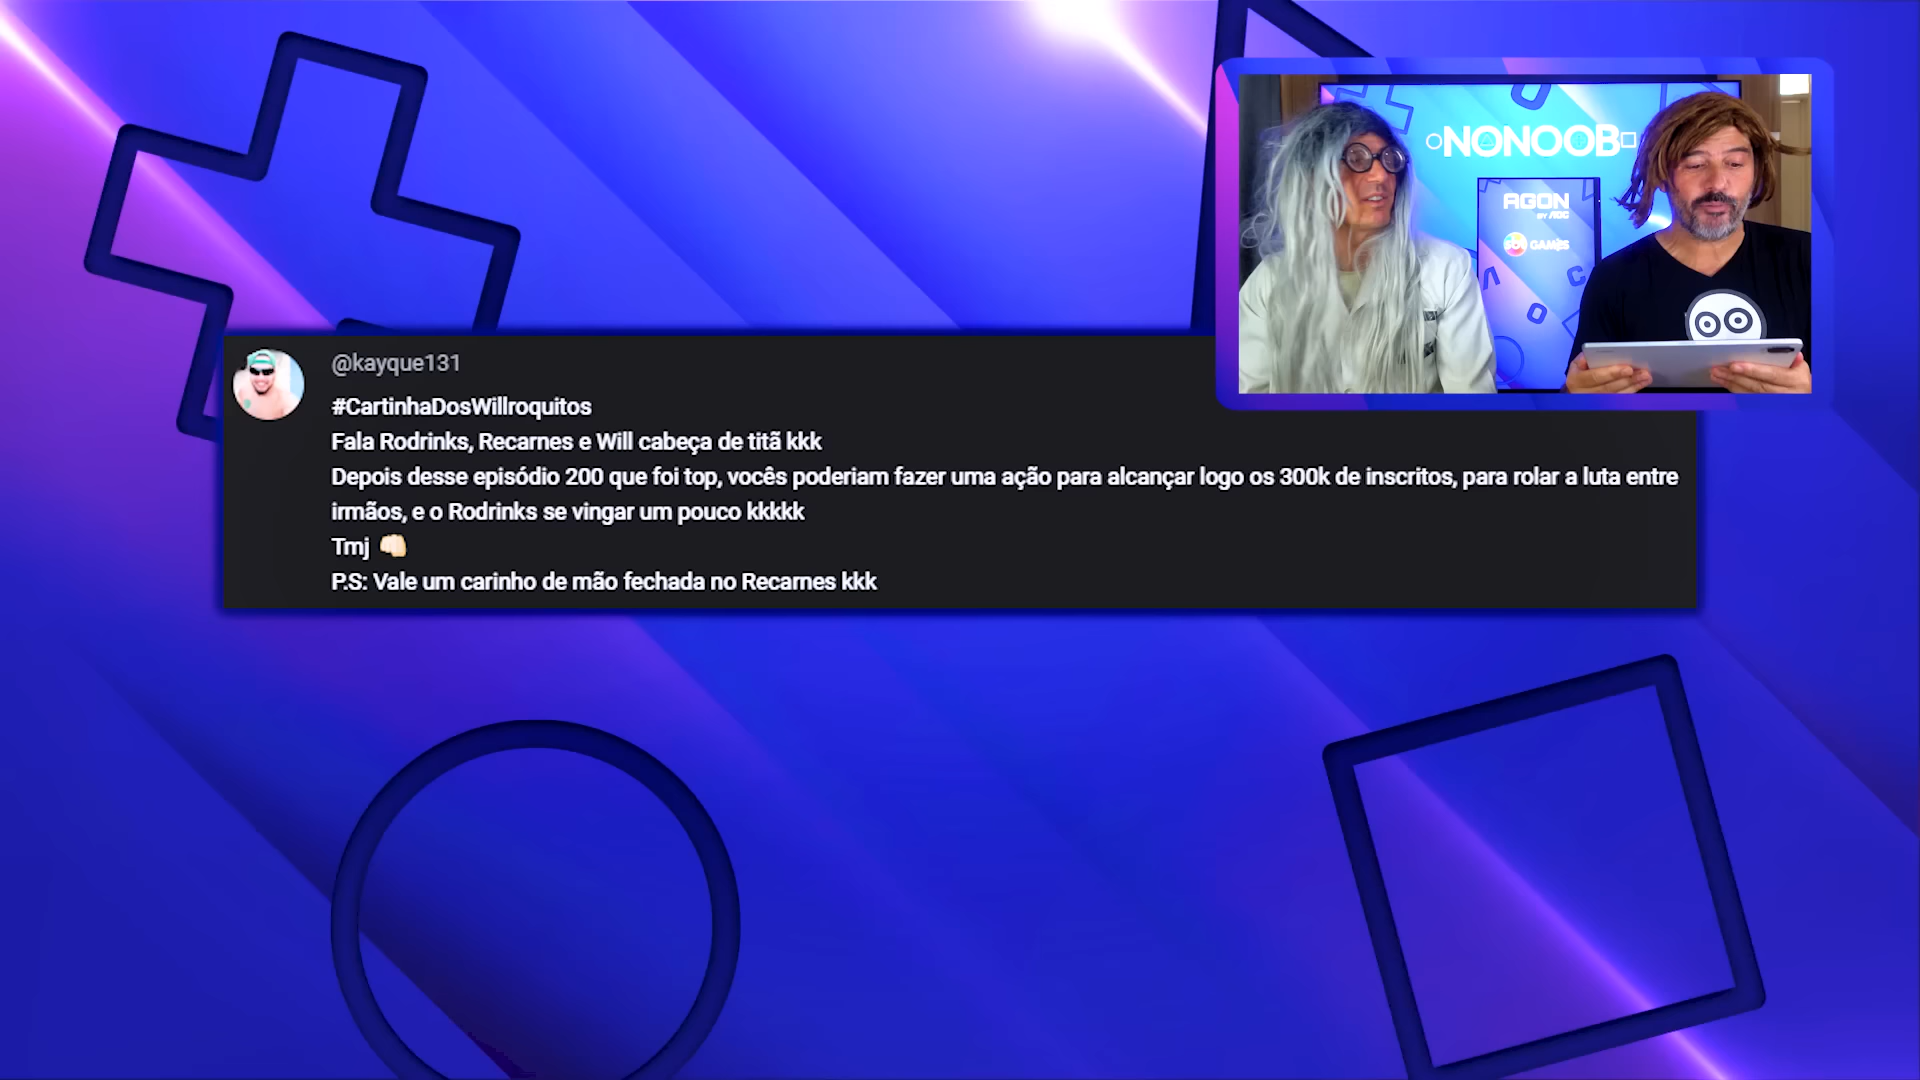 NONOOB
AGON
BY AOC
GAMES
@kayque131
#CartinhaDosWillroquitos
Fala Rodrinks, Recarnes e Will cabeça de titã kkk
Depois desse episódio 200 que foi top, vocês poderiam fazer uma ação para alcançar logo os 300k de inscritos, para rolar a luta entre
irmãos, e o Rodrinks se vingar um pouco kkkkk
Tmj 👊🏻
P.S: Vale um carinho de mão fechada no Recarnes kkk